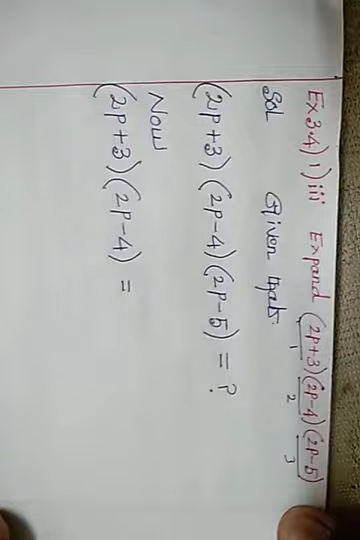 Ex 3.4) 1) iii Expand (2p+3)(2p-4)(2p-5)
1 2 3
Sol Given that
(2p+3) (2p-4)(2p-5) = ?
Now
(2p+3) (2p-4) =